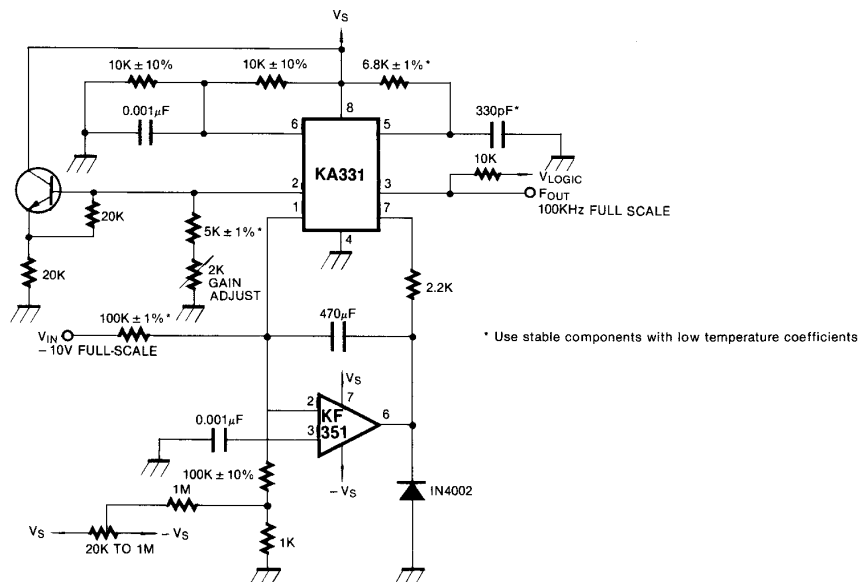 VS
10K ± 10%
10K ± 10%
6.8K ± 1% *
0.001µF
8
330pF*
6
5
KA331
10K
VLOGIC
2
3
FOUT
100KHz FULL SCALE
20K
1
7
5K ± 1% *
4
20K
2K
GAIN
ADJUST
2.2K
100K ± 1% *
470µF
VIN
– 10V FULL-SCALE
* Use stable components with low temperature coefficients
VS
7
0.001µF
2
KF
351
6
3
100K ± 10%
– VS
1M
IN4002
VS
– VS
20K TO 1M
1K